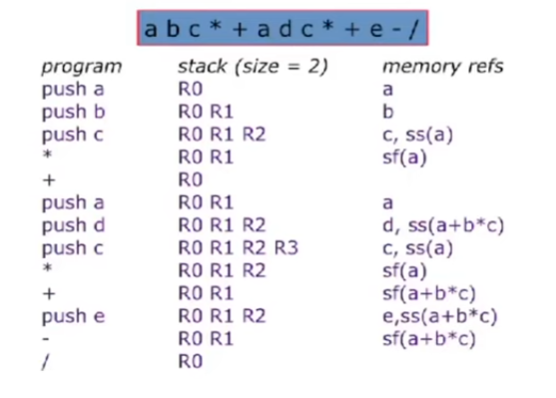 a b c * + a d c * + e - /
program stack (size = 2) memory refs
push a R0 a
push b R0 R1 b
push c R0 R1 R2 c, ss(a)
* R0 R1 sf(a)
+ R0
push a R0 R1 a
push d R0 R1 R2 d, ss(a+b*c)
push c R0 R1 R2 R3 c, ss(a)
* R0 R1 R2 sf(a)
+ R0 R1 sf(a+b*c)
push e R0 R1 R2 e,ss(a+b*c)
- R0 R1 sf(a+b*c)
/ R0